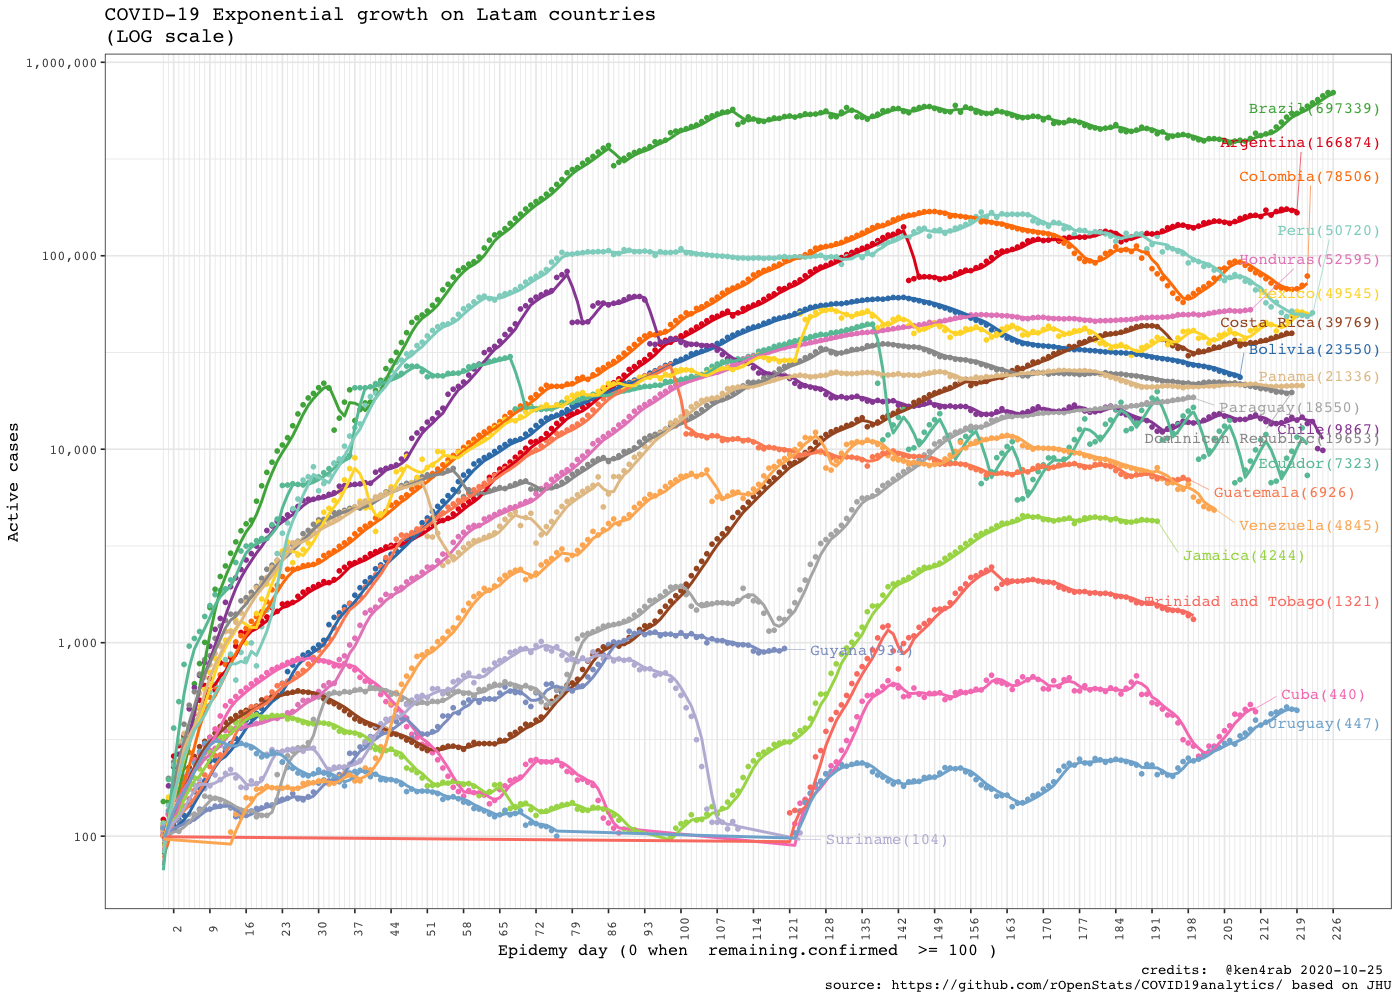 COVID-19 Exponential growth on Latam countries
(LOG scale)
1,000,000
100,000
10,000
1,000
100
Active cases
Brazil(697339)
Argentina(166874)
Colombia(78506)
Peru(50720)
Honduras(52595)
Mexico(49545)
Costa Rica(39769)
Bolivia(23550)
Panama(21336)
Paraguay(18550)
Chile(9867)
Dominican Republic(19653)
Ecuador(7323)
Guatemala(6926)
Venezuela(4845)
Jamaica(4244)
Trinidad and Tobago(1321)
Guyana(934)
Cuba(440)
Uruguay(447)
Suriname(104)
2 9 16 23 30 37 44 51 58 65 72 79 86 93 100 107 114 121 128 135 142 149 156 163 170 177 184 191 198 205 212 219 226
Epidemy day (0 when  remaining.confirmed  >= 100 )
credits:  @ken4rab 2020-10-25
source: https://github.com/rOpenStats/COVID19analytics/ based on JHU